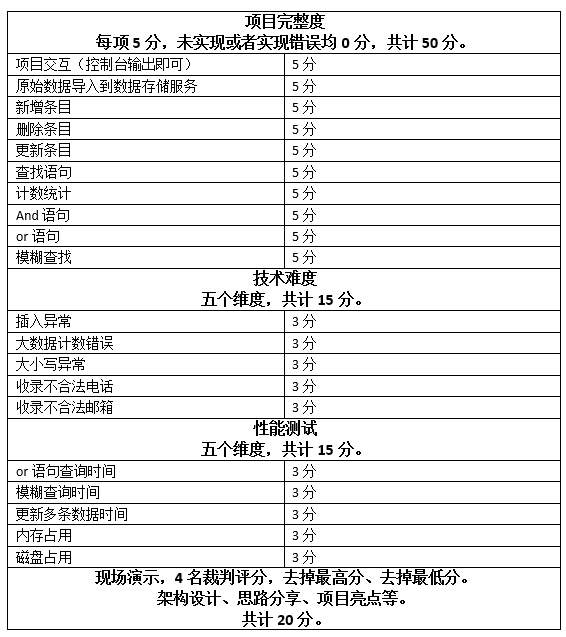 项目完整度
每项 5 分，未实现或者实现错误均 0 分，共计 50 分。
项目交互（控制台输出即可） 5 分
原始数据导入到数据存储服务 5 分
新增条目 5 分
删除条目 5 分
更新条目 5 分
查找语句 5 分
计数统计 5 分
And 语句 5 分
or 语句 5 分
模糊查找 5 分
技术难度
五个维度，共计 15 分。
插入异常 3 分
大数据计数错误 3 分
大小写异常 3 分
收录不合法电话 3 分
收录不合法邮箱 3 分
性能测试
五个维度，共计 15 分。
or 语句查询时间 3 分
模糊查询时间 3 分
更新多条数据时间 3 分
内存占用 3 分
磁盘占用 3 分
现场演示，4 名裁判评分，去掉最高分、去掉最低分。
架构设计、思路分享、项目亮点等。
共计 20 分。